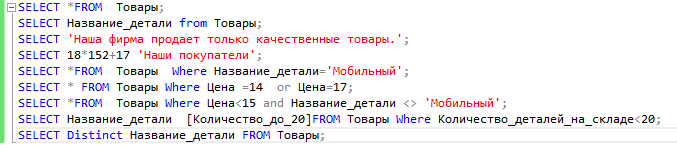 SELECT *FROM  Товары;
SELECT Название_детали from Товары;
SELECT 'Наша фирма продает только качественные товары.';
SELECT 18*152+17 'Наши покупатели';
SELECT *FROM  Товары  Where Название_детали='Мобильный';
SELECT * FROM Товары Where Цена =14  or Цена=17;
SELECT *FROM  Товары Where Цена<15 and Название_детали <> 'Мобильный';
SELECT Название_детали  [Количество_до_20]FROM Товары Where Количество_деталей_на_складе<20;
SELECT Distinct Название_детали FROM Товары;